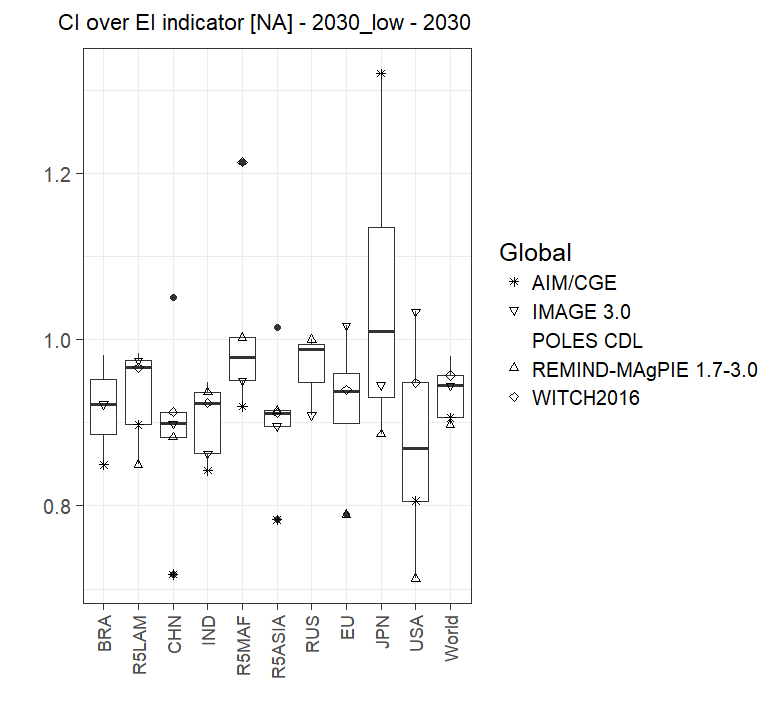 CI over EI indicator [NA] - 2030_low - 2030
1.2
1.0
0.8
BRA
R5LAM
CHN
IND
R5MAF
R5ASIA
RUS
EU
JPN
USA
World
Global
AIM/CGE
IMAGE 3.0
POLES CDL
REMIND-MAgPIE 1.7-3.0
WITCH2016